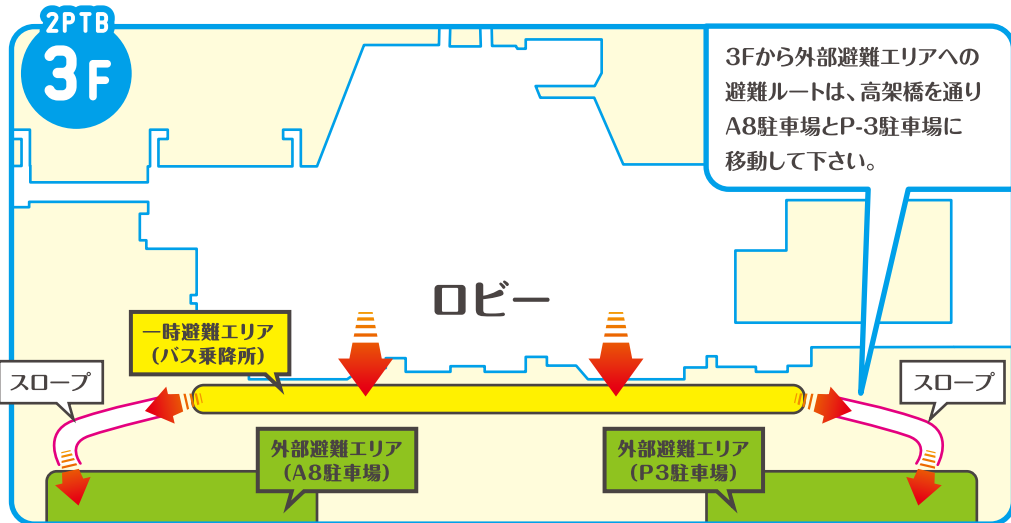 2PTB
3F
3Fから外部避難エリアへの
避難ルートは、高架橋を通り
A8駐車場とP-3駐車場に
移動して下さい。
ロビー
一時避難エリア
(バス乗降所)
スロープ
スロープ
外部避難エリア
(A8駐車場)
外部避難エリア
(P3駐車場)